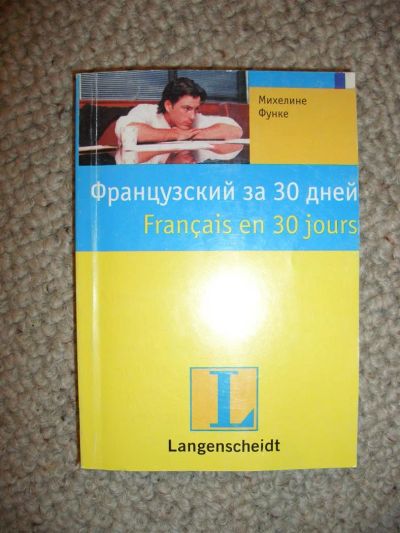 Михелине
Функе
Французский за 30 дней
Français en 30 jours
L
Langenscheidt